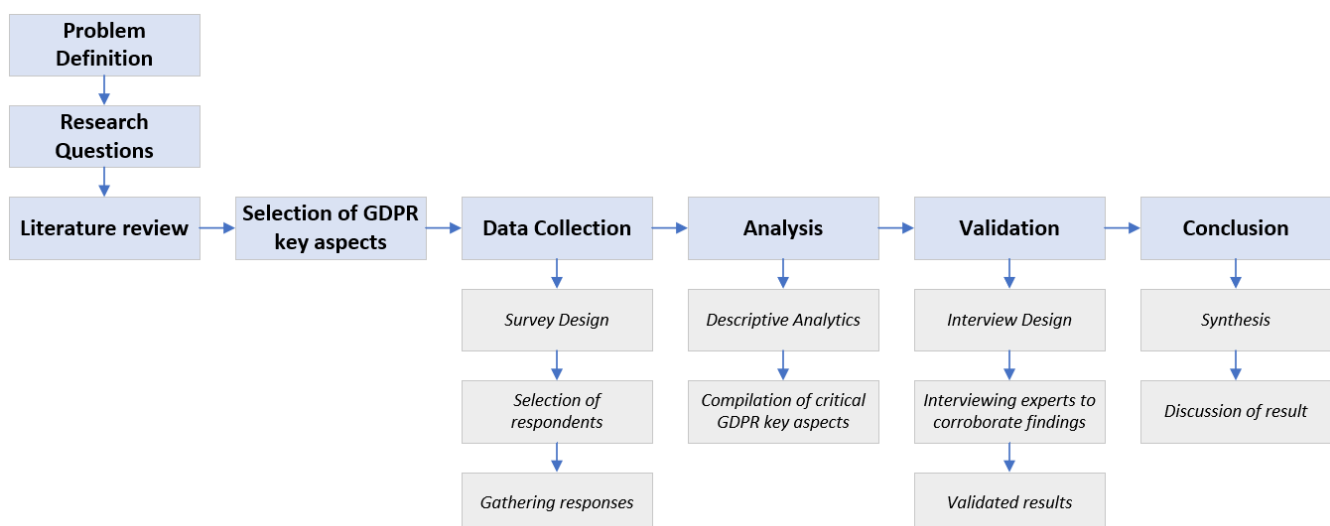 Problem
Definition
Research
Questions
Literature review
Selection of GDPR
key aspects
Data Collection
Analysis
Validation
Conclusion
Survey Design
Descriptive Analytics
Interview Design
Synthesis
Selection of
respondents
Compilation of critical
GDPR key aspects
Interviewing experts to
corroborate findings
Discussion of result
Gathering responses
Validated results